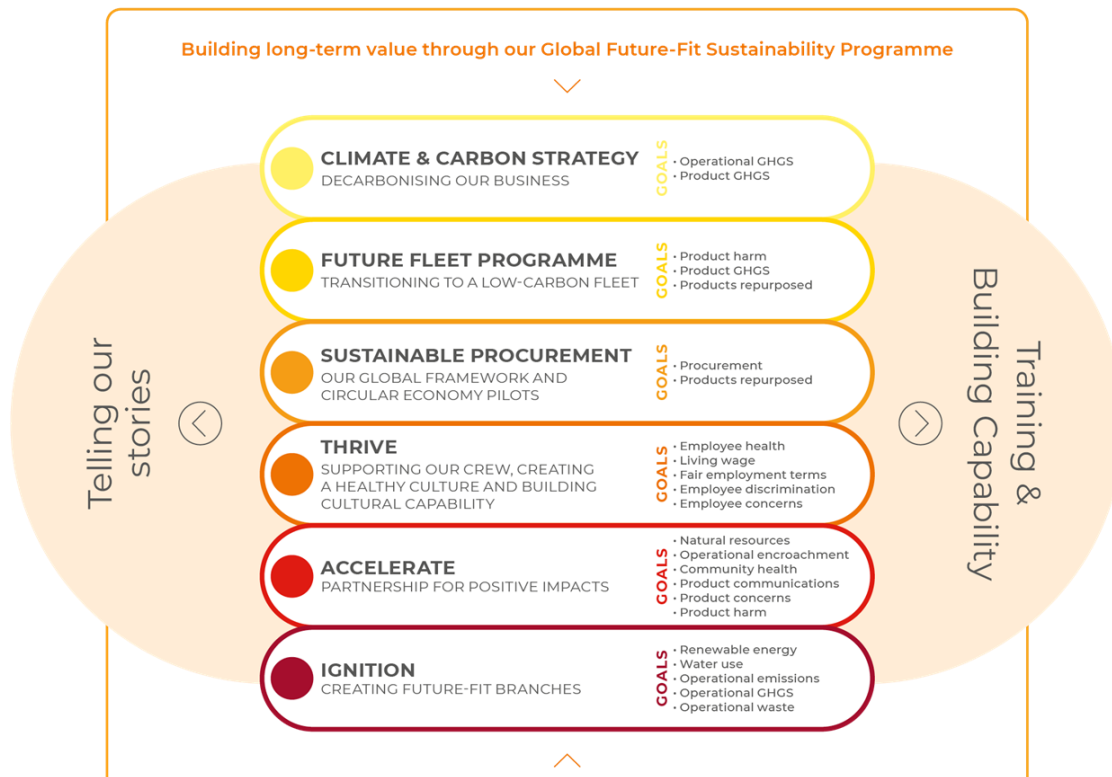 Building long-term value through our Global Future-Fit Sustainability Programme
CLIMATE & CARBON STRATEGY
DECARBONISING OUR BUSINESS
GOALS
• Operational GHGS
• Product GHGS
FUTURE FLEET PROGRAMME
TRANSITIONING TO A LOW-CARBON FLEET
GOALS
• Product harm
• Product GHGS
• Products repurposed
SUSTAINABLE PROCUREMENT
OUR GLOBAL FRAMEWORK AND
CIRCULAR ECONOMY PILOTS
GOALS
• Procurement
• Products repurposed
THRIVE
SUPPORTING OUR CREW, CREATING
A HEALTHY CULTURE AND BUILDING
CULTURAL CAPABILITY
GOALS
• Employee health
• Living wage
• Fair employment terms
• Employee discrimination
• Employee concerns
ACCELERATE
PARTNERSHIP FOR POSITIVE IMPACTS
GOALS
• Natural resources
• Operational encroachment
• Community health
• Product communications
• Product concerns
• Product harm
IGNITION
CREATING FUTURE-FIT BRANCHES
GOALS
• Renewable energy
• Water use
• Operational emissions
• Operational GHGS
• Operational waste
Telling our
stories
Training &
Building Capability